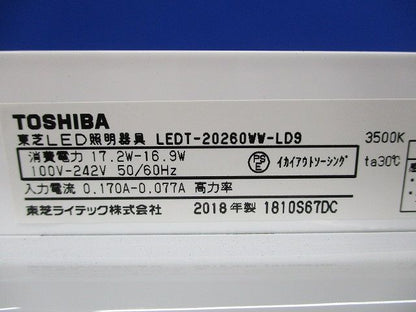 TOSHIBA
東芝LED照明器具 LEDT-20260WW-LD9 3500K
消費電力 17.2W-16.9W
100V-242V 50/60Hz
PS
E
イカイアウトソーシング
ta30℃
入力電流 0.170A-0.077A 高力率
東芝ライテック株式会社 2018年製 1810S67DC